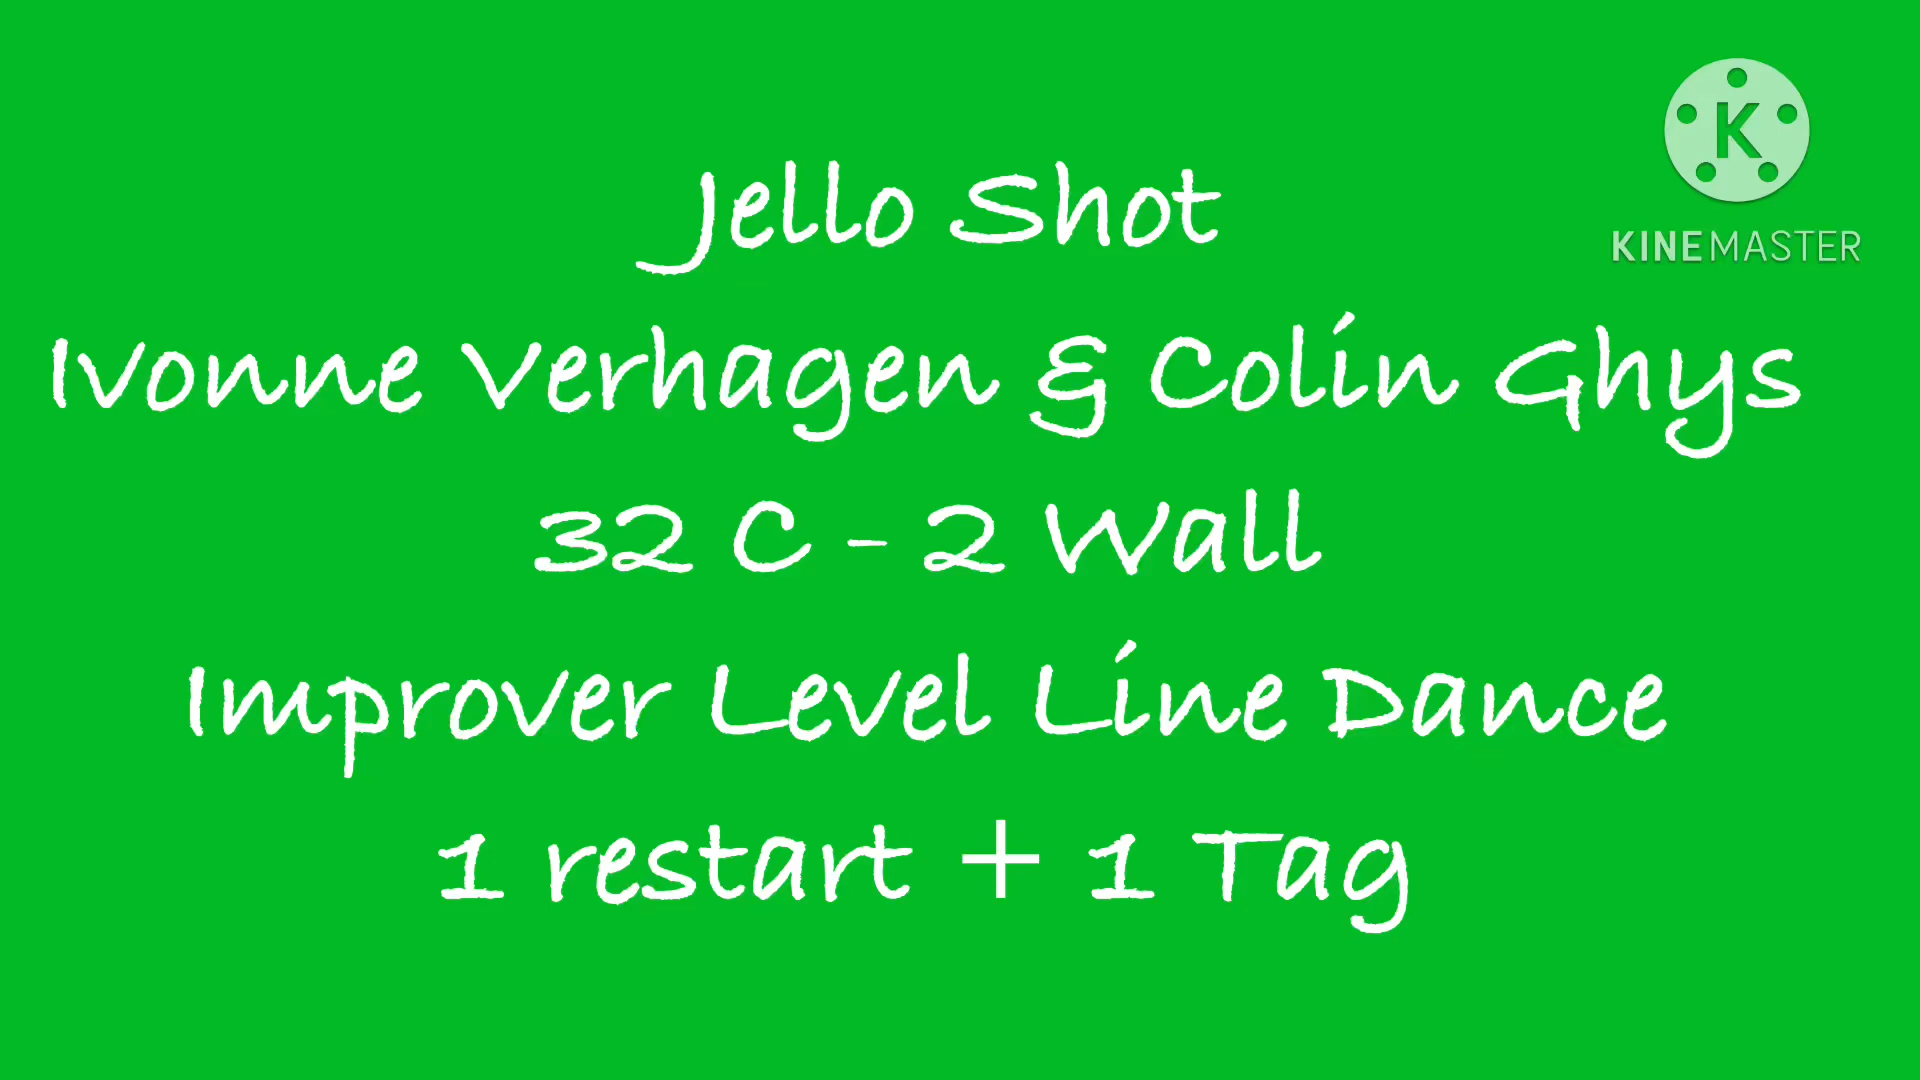 Jello Shot
Ivonne Verhagen & Colin Ghys
32 C - 2 Wall
Improver Level Line Dance
1 restart + 1 Tag
K
KINEMASTER